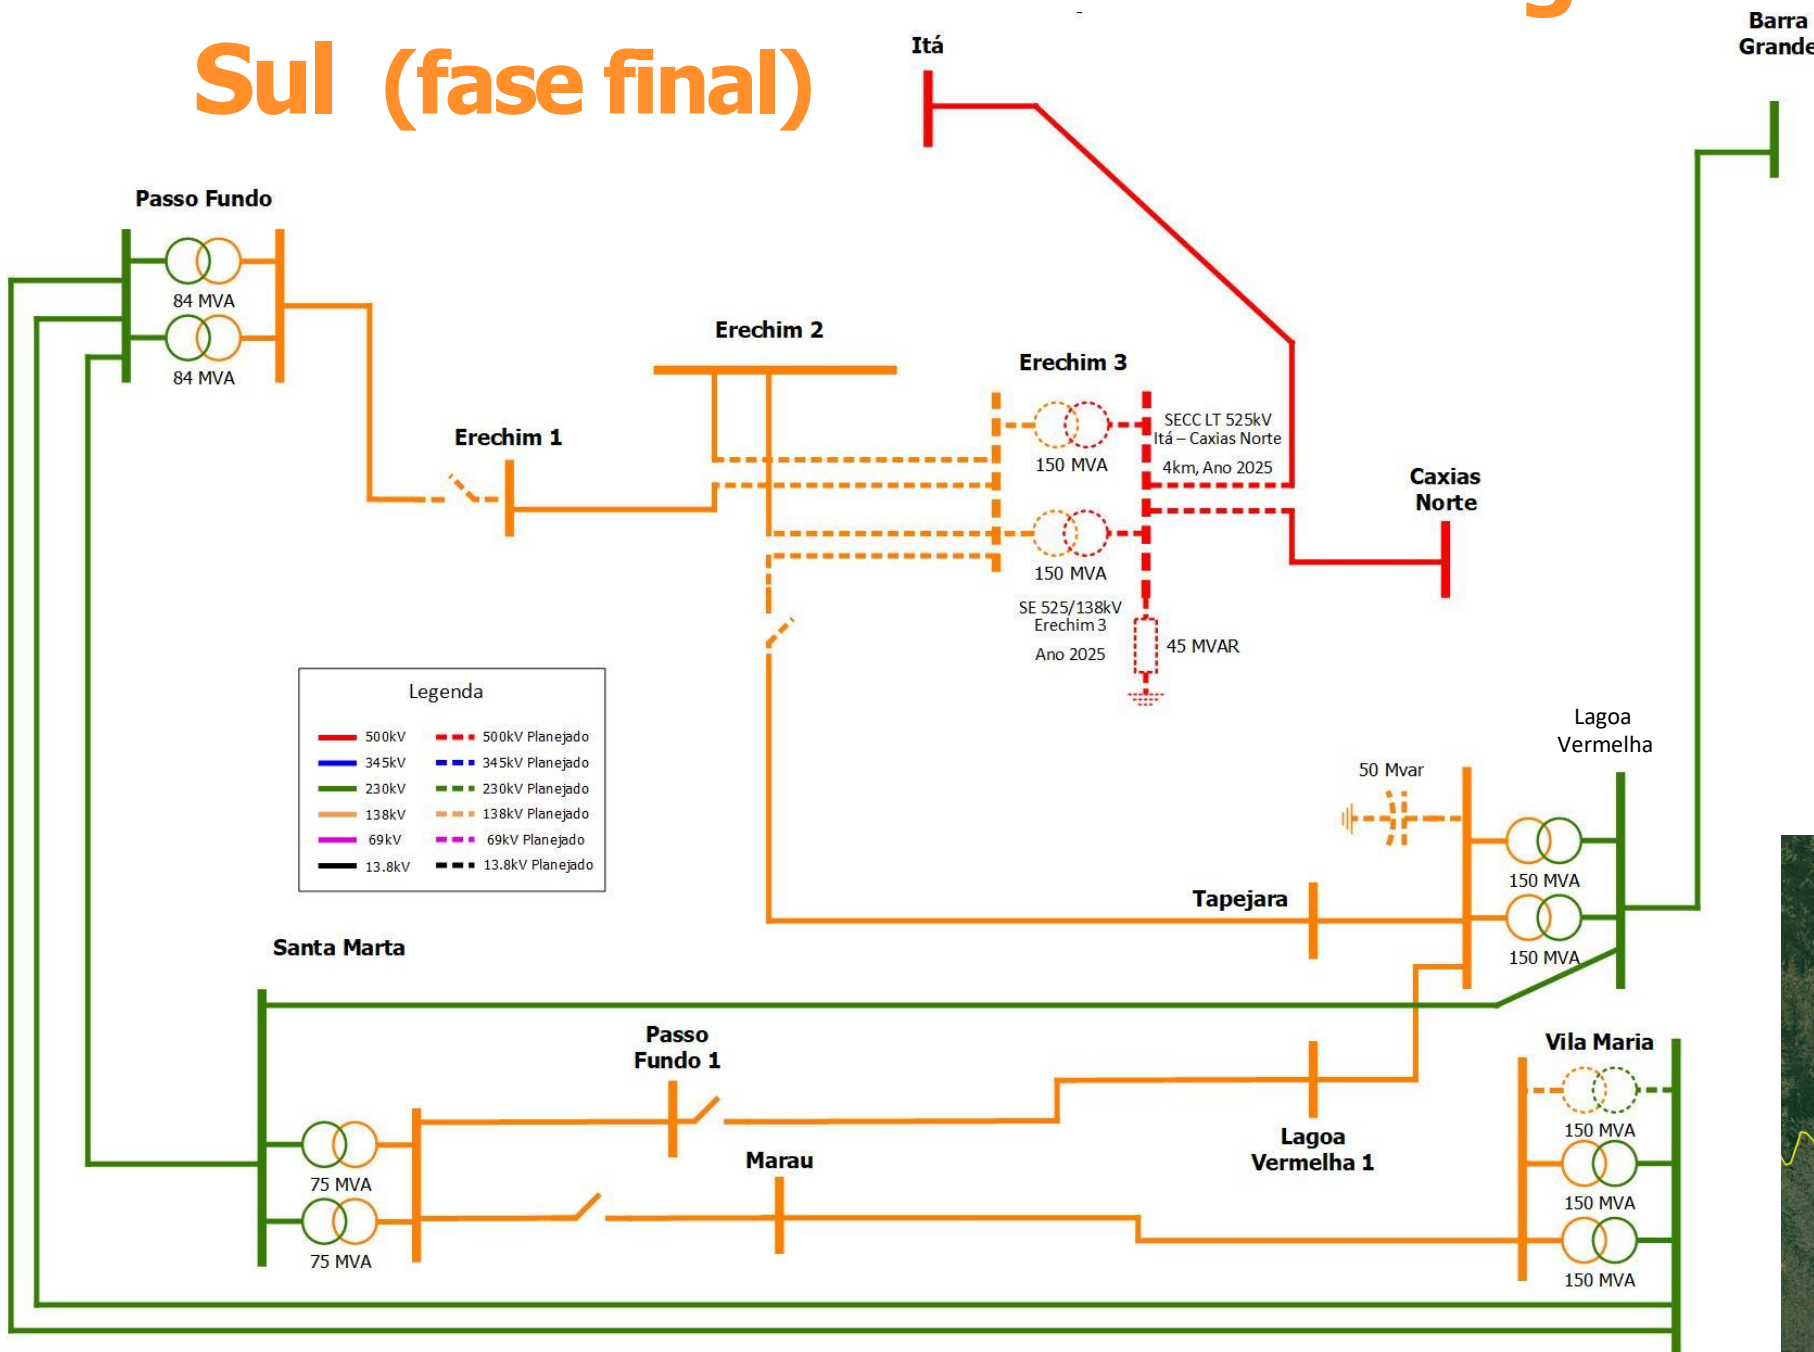 Sul (fase final)
Itá
Barra
Grande
Passo Fundo
84 MVA
84 MVA
Erechim 2
Erechim 3
Erechim 1
150 MVA
SECC LT 525kV
Itá – Caxias Norte
4km, Ano 2025
Caxias
Norte
150 MVA
SE 525/138kV
Erechim 3
Ano 2025
45 MVAR
Legenda
500kV
500kV Planejado
345kV
345kV Planejado
230kV
230kV Planejado
138kV
138kV Planejado
69kV
69kV Planejado
13.8kV
13.8kV Planejado
Lagoa
Vermelha
50 Mvar
150 MVA
150 MVA
Tapejara
Santa Marta
Passo
Fundo 1
Vila Maria
75 MVA
75 MVA
Marau
Lagoa
Vermelha 1
150 MVA
150 MVA
150 MVA